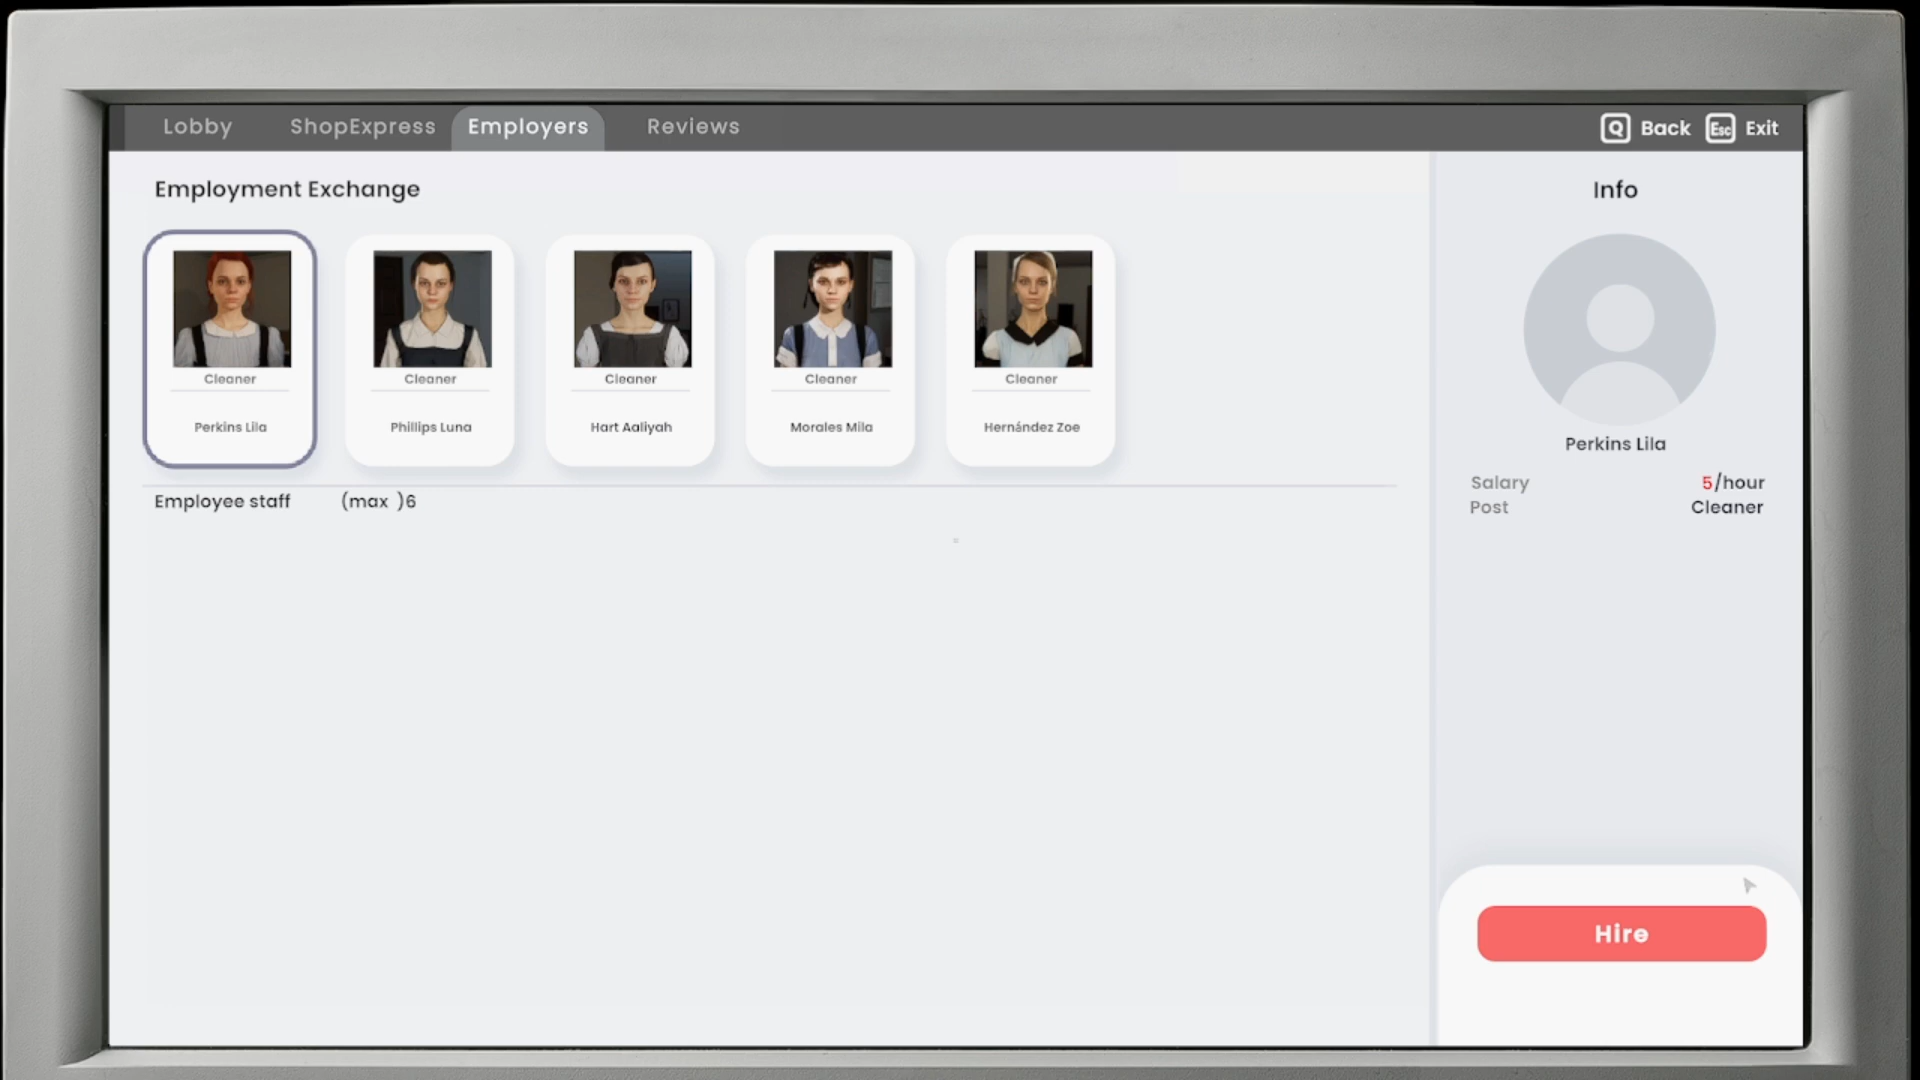 Lobby ShopExpress Employers Reviews Q Back Esc Exit
Employment Exchange
Info
Cleaner Cleaner Cleaner Cleaner Cleaner
Perkins Lila Phillips Luna Hart Aaliyah Morales Mila Hernández Zoe
Perkins Lila
Salary 5/hour
Post Cleaner
Employee staff (max )6
Hire